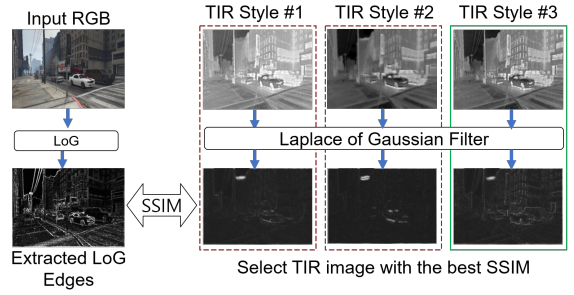 Input RGB
TIR Style #1
TIR Style #2
TIR Style #3
LoG
Laplace of Gaussian Filter
SSIM
Extracted LoG
Edges
Select TIR image with the best SSIM